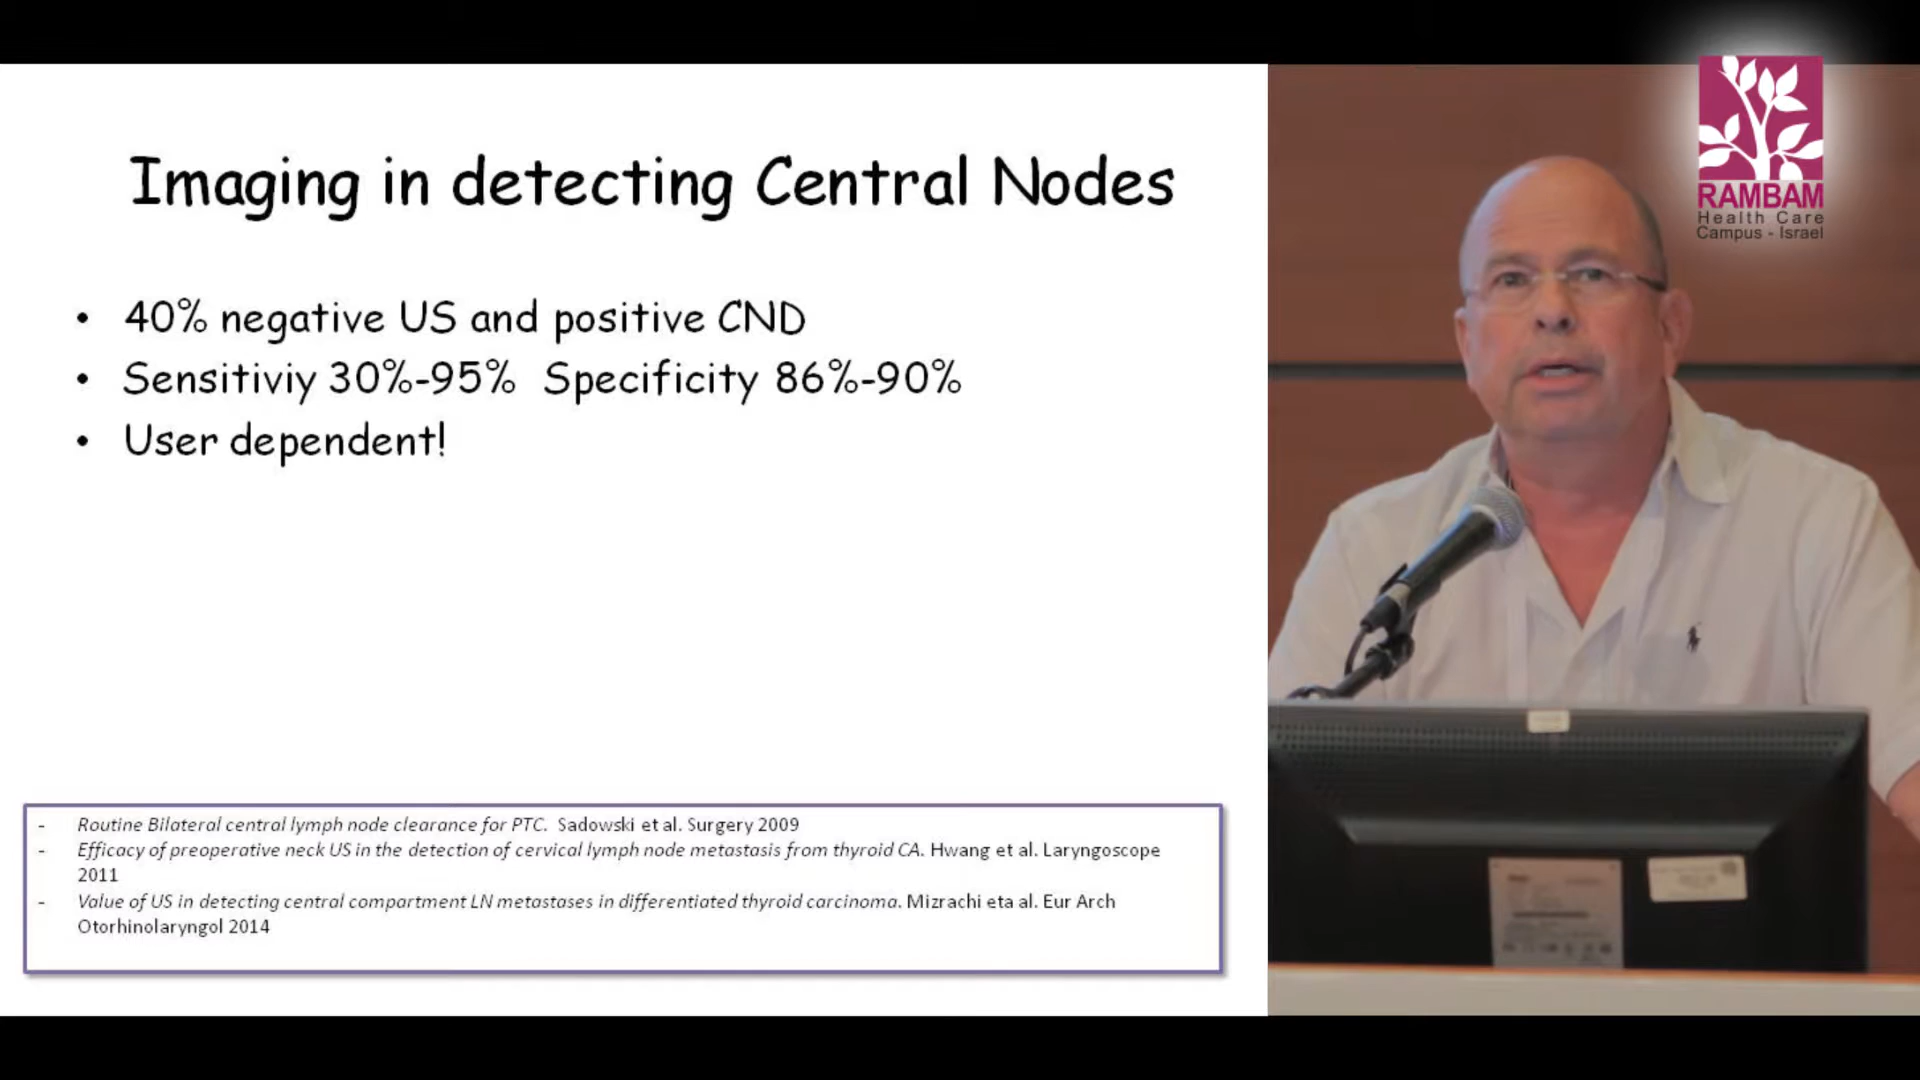 Imaging in detecting Central Nodes
• 40% negative US and positive CND
• Sensitiviy 30%-95% Specificity 86%-90%
• User dependent!
- Routine Bilateral central lymph node clearance for PTC. Sadowski et al. Surgery 2009
- Efficacy of preoperative neck US in the detection of cervical lymph node metastasis from thyroid CA. Hwang et al. Laryngoscope
2011
- Value of US in detecting central compartment LN metastases in differentiated thyroid carcinoma. Mizrachi eta al. Eur Arch
Otorhinolaryngol 2014
RAMBAM
Health Care
Campus - Israel